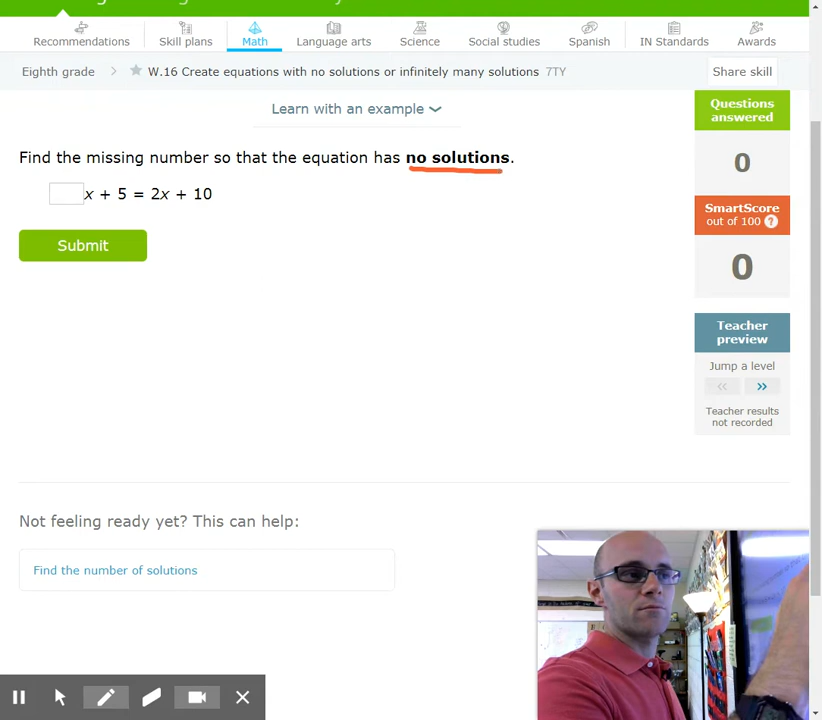 Recommendations Skill plans Math Language arts Science Social studies Spanish IN Standards Awards
Eighth grade > W.16 Create equations with no solutions or infinitely many solutions 7TY Share skill
Learn with an example
Questions answered
0
SmartScore
out of 100 ?
0
Teacher preview
Jump a level
<< >>
Teacher results not recorded
Find the missing number so that the equation has no solutions.
x + 5 = 2x + 10
Submit
Not feeling ready yet? This can help:
Find the number of solutions